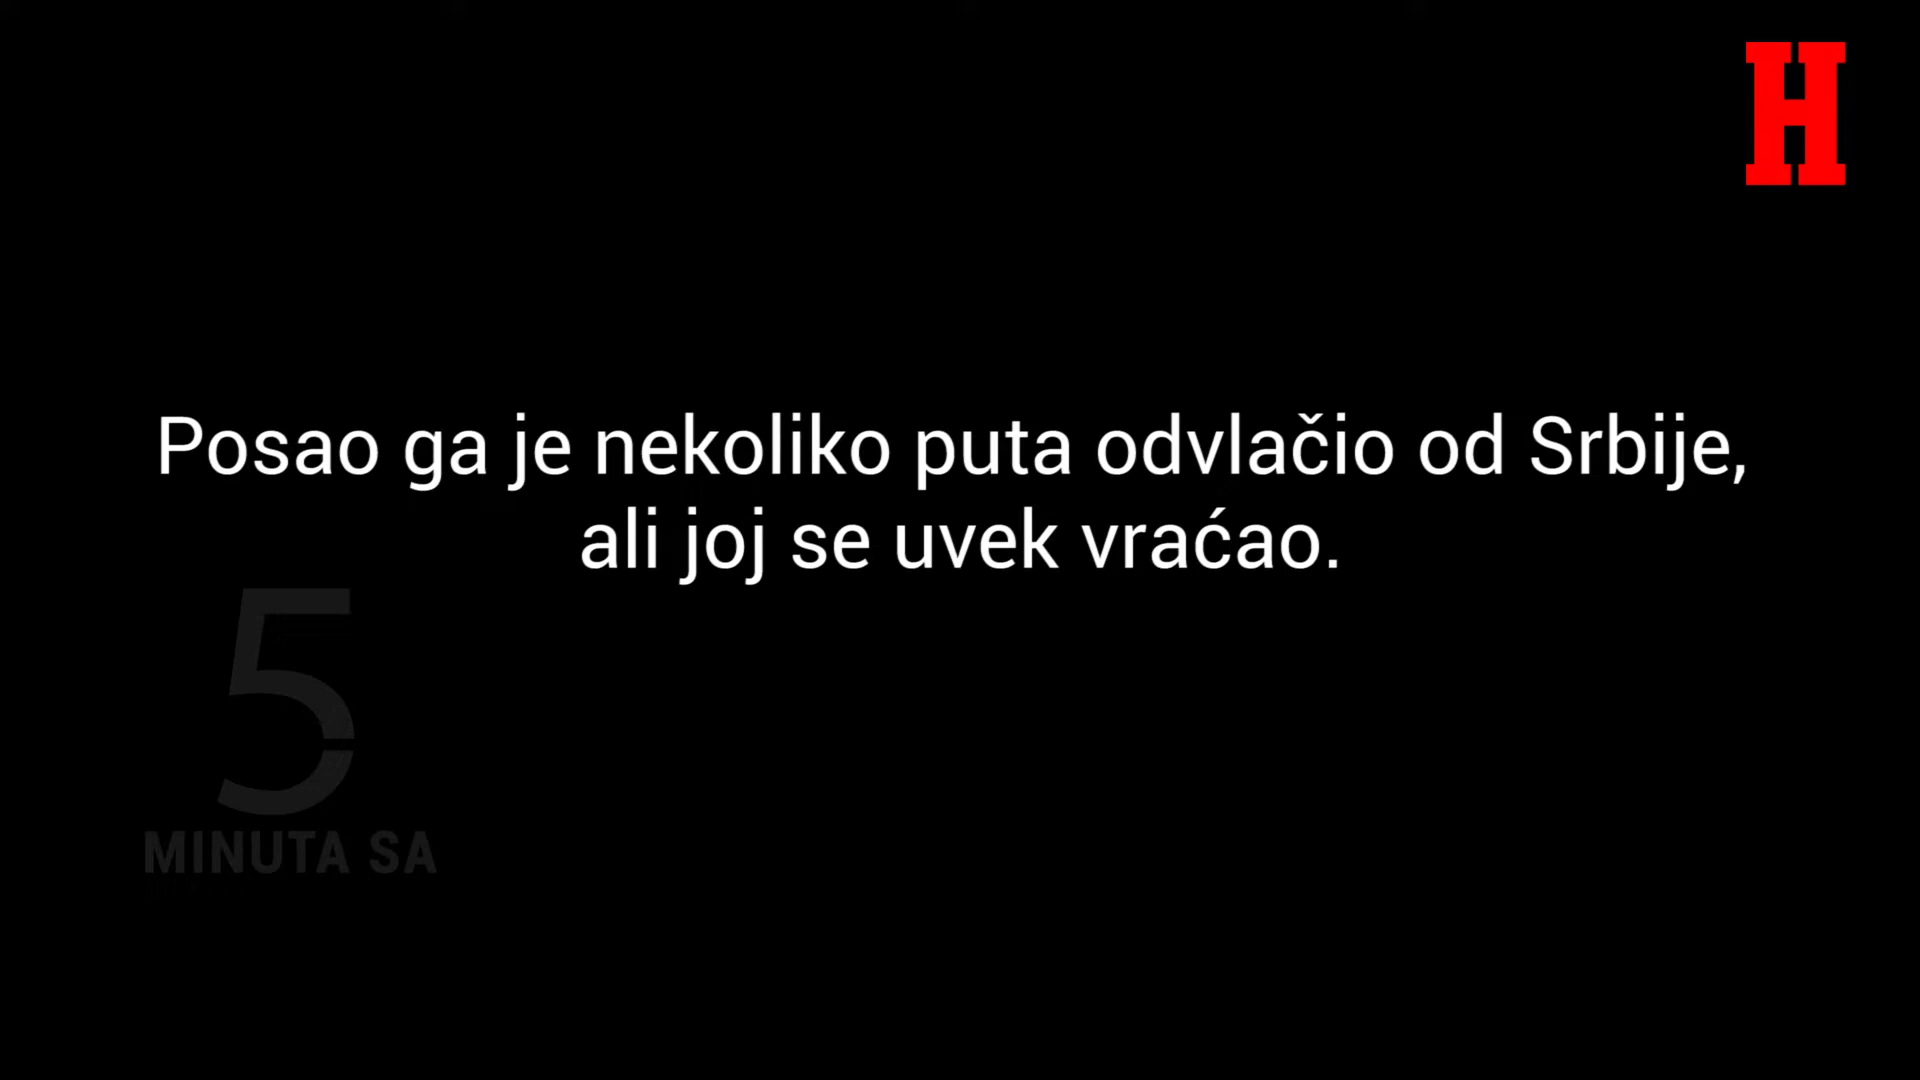 H
Posao ga je nekoliko puta odvlačio od Srbije,
ali joj se uvek vraćao.
5
MINUTA SA